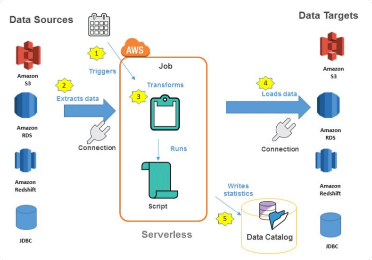 Data Sources
Data Targets
1
AWS
Triggers
Job
Amazon
S3
2
Extracts data
Transforms
3
4
Loads data
Amazon
S3
Amazon
RDS
Connection
Runs
Connection
Amazon
RDS
Amazon
Redshift
Script
Writes
statistics
Amazon
Redshift
5
JDBC
Serverless
Data Catalog
JDBC